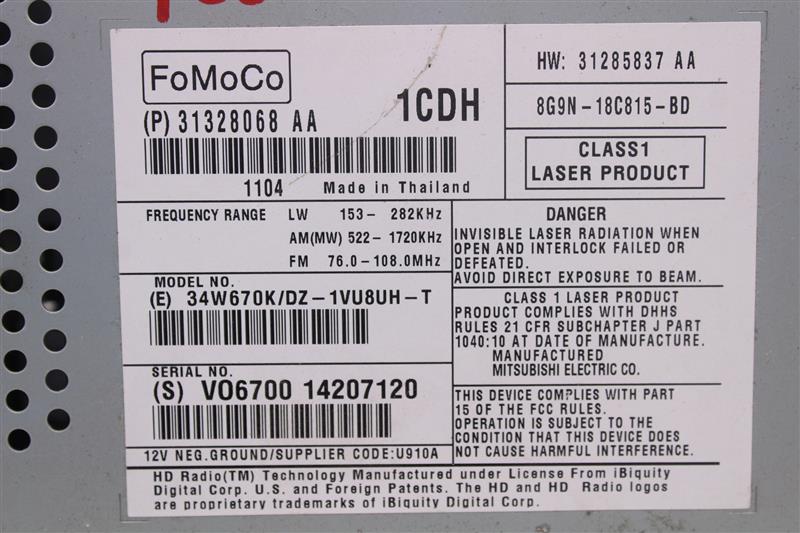 FoMoCo
1CDH
(P) 31328068 AA
1104 Made in Thailand
HW: 31285837 AA
8G9N-18C815-BD
CLASS1
LASER PRODUCT
FREQUENCY RANGE LW 153- 282KHz
AM(MW) 522-1720KHz
FM 76.0-108.0MHz
MODEL NO.
(E) 34W670K/DZ-1VU8UH-T
SERIAL NO.
(S) VO6700 14207120
12V NEG.GROUND/SUPPLIER CODE:U910A
DANGER
INVISIBLE LASER RADIATION WHEN
OPEN AND INTERLOCK FAILED OR
DEFEATED.
AVOID DIRECT EXPOSURE TO BEAM.
CLASS 1 LASER PRODUCT
PRODUCT COMPLIES WITH DHHS
RULES 21 CFR SUBCHAPTER J PART
1040:10 AT DATE OF MANUFACTURE.
MANUFACTURED
MITSUBISHI ELECTRIC CO.
THIS DEVICE COMPLIES WITH PART
15 OF THE FCC RULES.
OPERATION IS SUBJECT TO THE
CONDITION THAT THIS DEVICE DOES
NOT CAUSE HARMFUL INTERFERENCE.
HD Radio(TM) Technology Manufactured under License From iBiquity
Digital Corp. U.S. and Foreign Patents. The HD and HD Radio logos
are proprietary trademarks of iBiquity Digital Corp.